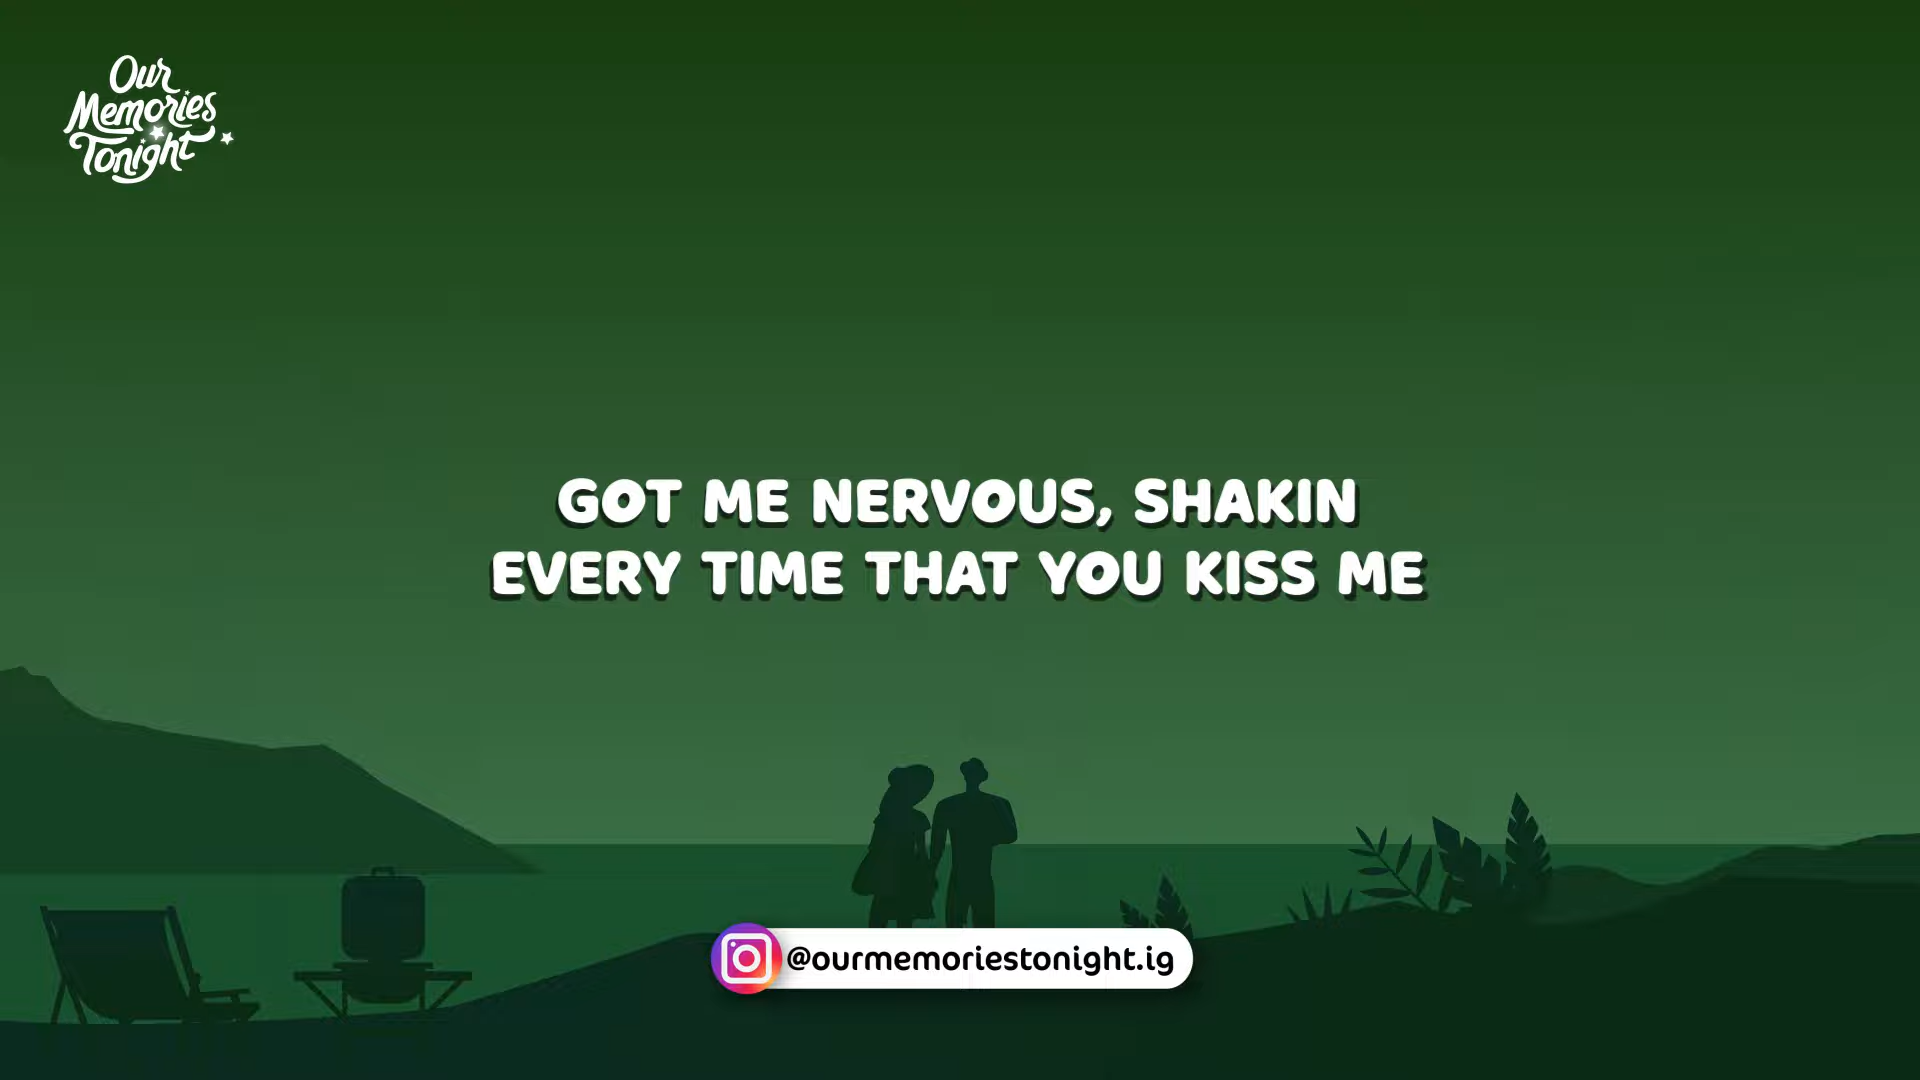 Our
Memories
Tonight
GOT ME NERVOUS, SHAKIN
EVERY TIME THAT YOU KISS ME
@ourmemoriestonight.ig